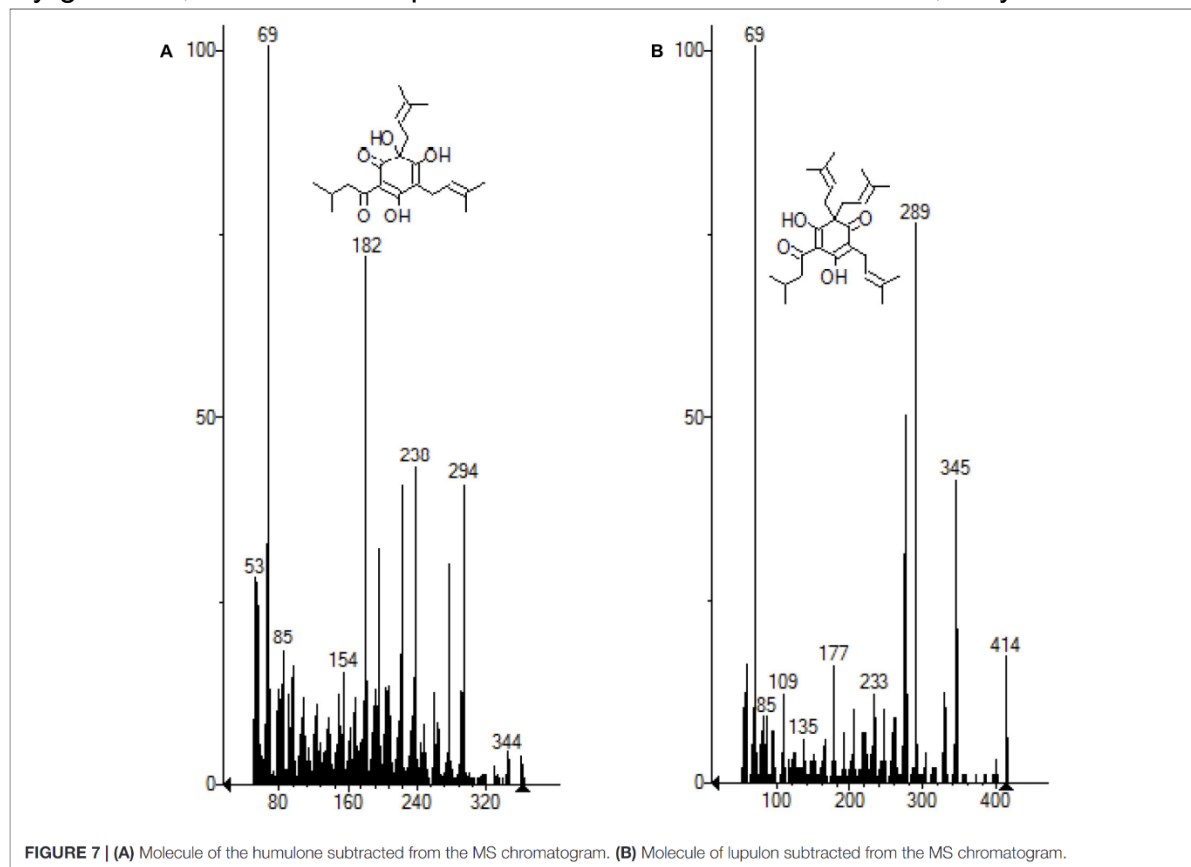 A
100
69
HO
O
OH
O
OH
182
50
238
294
53
85
154
344
0
80
160
240
320
B
100
69
HO
O
O
OH
289
50
345
414
177
109
233
85
135
0
100
200
300
400
FIGURE 7 | (A) Molecule of the humulone subtracted from the MS chromatogram. (B) Molecule of lupulon subtracted from the MS chromatogram.